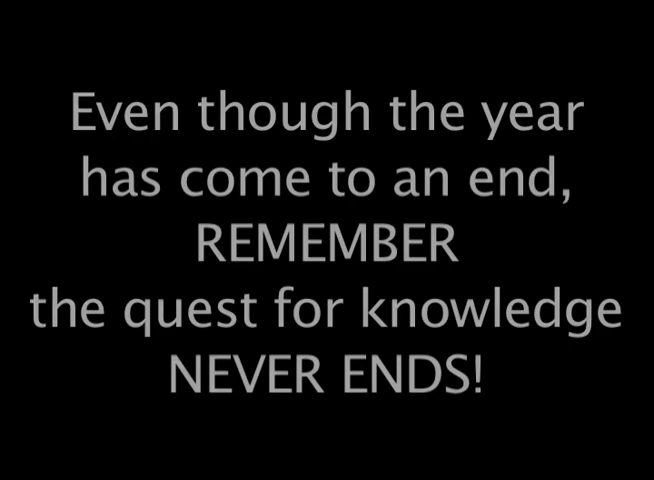 Even though the year
has come to an end,
REMEMBER
the quest for knowledge
NEVER ENDS!